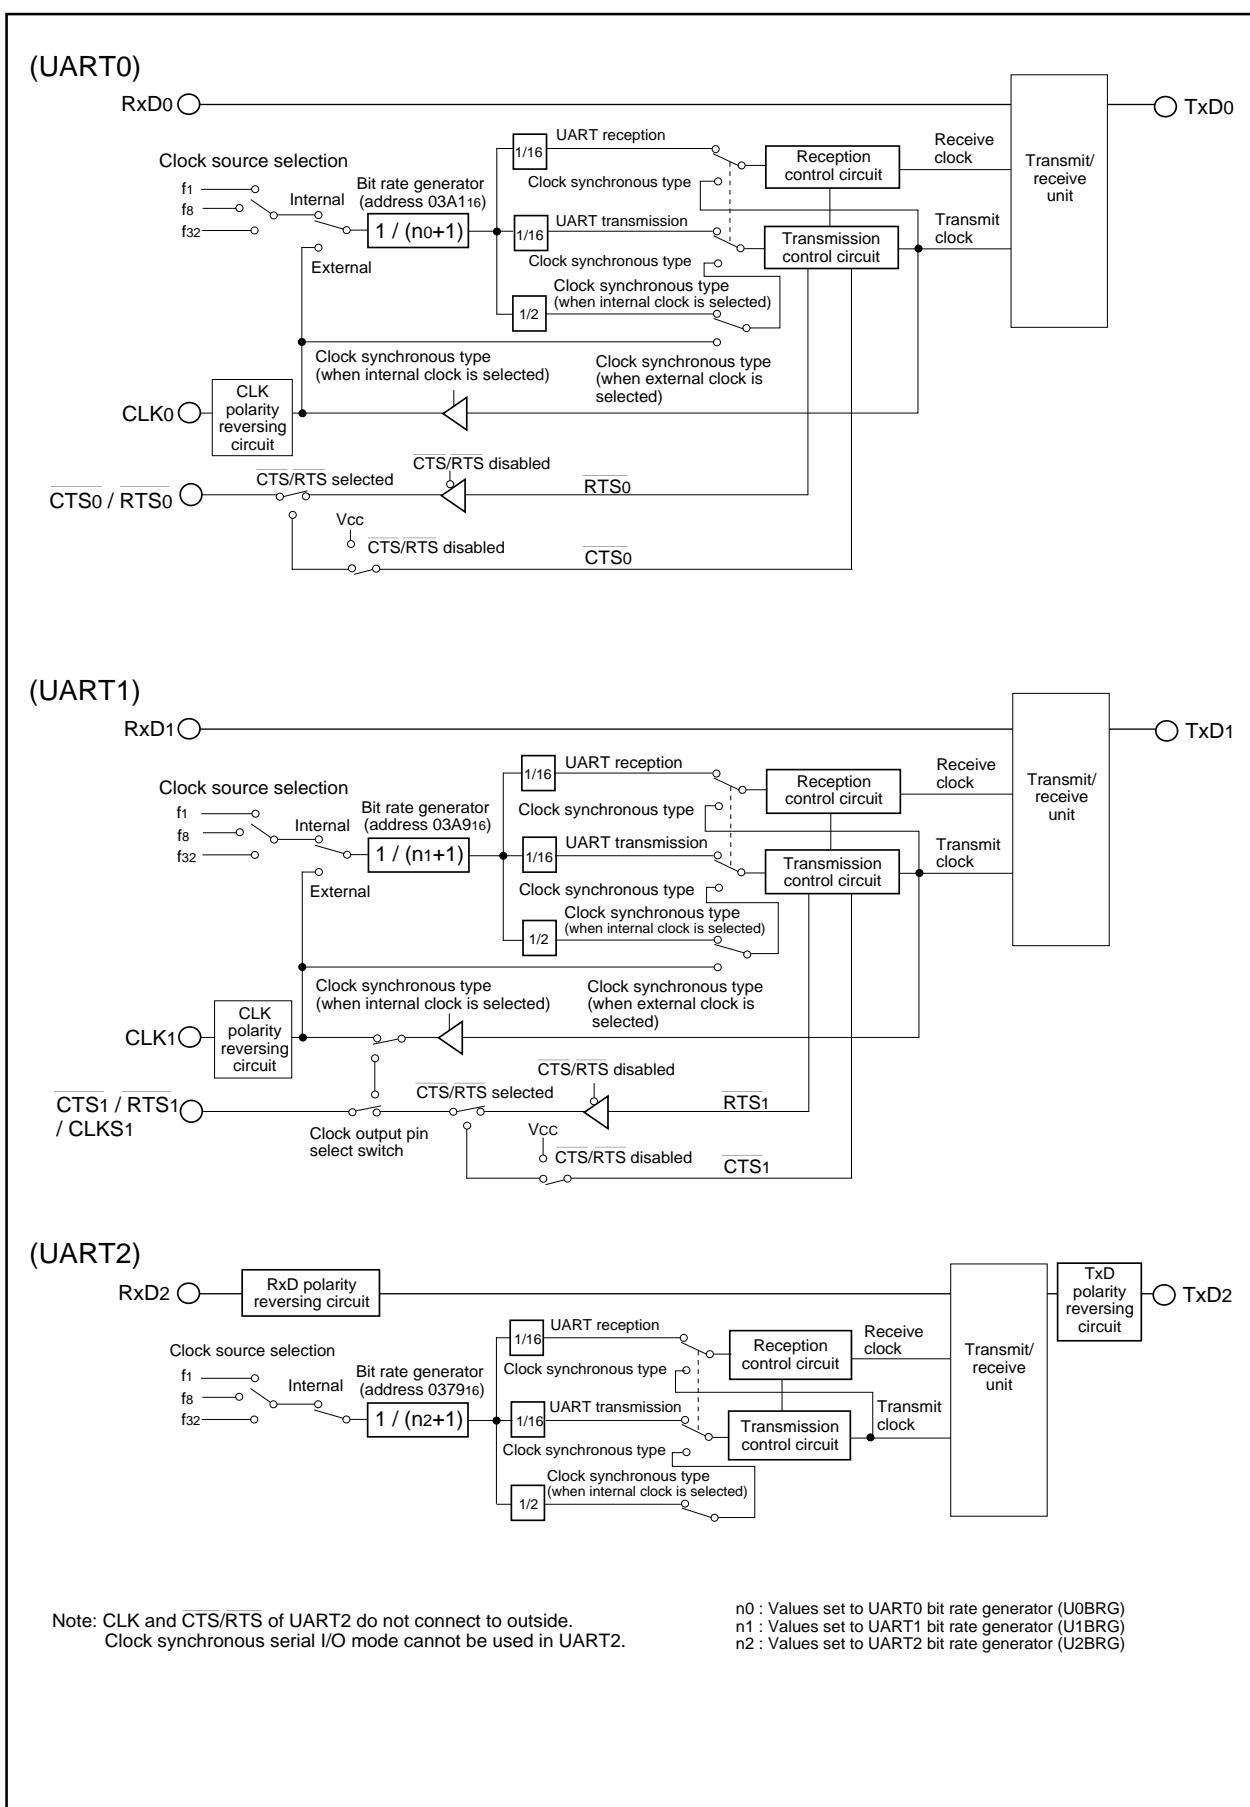 (UART0)
RxD0
TxD0
UART reception
1/16
Reception
control circuit
Receive
clock
Transmit/
receive
unit
Clock source selection
Clock synchronous type
f1
f8
f32
Internal
Bit rate generator
(address 03A116)
1 / (n0+1)
UART transmission
1/16
Transmission
control circuit
Transmit
clock
External
Clock synchronous type
Clock synchronous type
(when internal clock is selected)
1/2
Clock synchronous type
(when internal clock is selected)
Clock synchronous type
(when external clock is
selected)
CLK0
CLK
polarity
reversing
circuit
CTS/RTS disabled
CTS/RTS selected
CTS0 / RTS0
RTS0
Vcc
CTS/RTS disabled
CTS0
(UART1)
RxD1
TxD1
UART reception
1/16
Reception
control circuit
Receive
clock
Transmit/
receive
unit
Clock source selection
Clock synchronous type
f1
f8
f32
Internal
Bit rate generator
(address 03A916)
1 / (n1+1)
UART transmission
1/16
Transmission
control circuit
Transmit
clock
External
Clock synchronous type
Clock synchronous type
(when internal clock is selected)
1/2
Clock synchronous type
(when internal clock is selected)
Clock synchronous type
(when external clock is
selected)
CLK1
CLK
polarity
reversing
circuit
CTS/RTS disabled
CTS/RTS selected
CTS1 / RTS1
/ CLKS1
RTS1
Clock output pin
select switch
VCC
CTS/RTS disabled
CTS1
(UART2)
RxD2
RxD polarity
reversing circuit
TxD
polarity
reversing
circuit
TxD2
UART reception
1/16
Reception
control circuit
Receive
clock
Transmit/
receive
unit
Clock source selection
Clock synchronous type
f1
f8
f32
Internal
Bit rate generator
(address 037916)
1 / (n2+1)
UART transmission
1/16
Transmission
control circuit
Transmit
clock
Clock synchronous type
Clock synchronous type
(when internal clock is selected)
1/2
Note: CLK and CTS/RTS of UART2 do not connect to outside.
Clock synchronous serial I/O mode cannot be used in UART2.
n0 : Values set to UART0 bit rate generator (U0BRG)
n1 : Values set to UART1 bit rate generator (U1BRG)
n2 : Values set to UART2 bit rate generator (U2BRG)